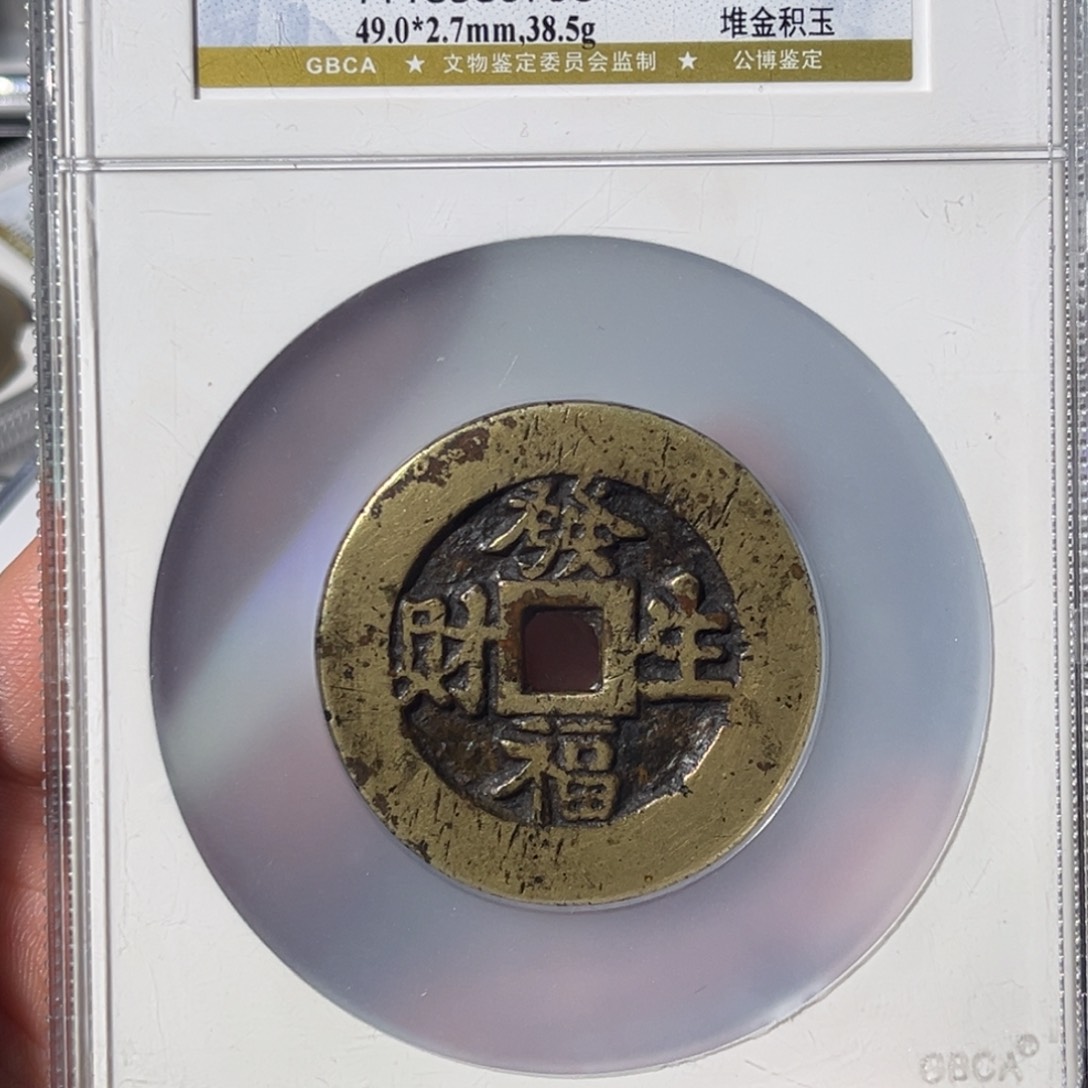 49.0*2.7mm,38.5g 堆金积玉
GBCA ★ 文物鉴定委员会监制 ★ 公博鉴定
發
財 生
福
GBCA®